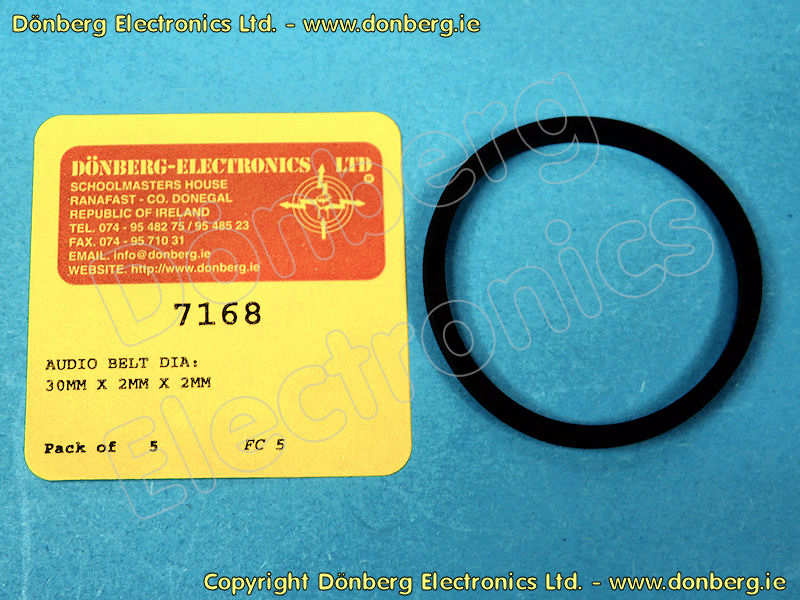 Dönberg Electronics Ltd. - www.donberg.ie
DÖNBERG-ELECTRONICS LTD
SCHOOLMASTERS HOUSE
RANAFAST - CO. DONEGAL
REPUBLIC OF IRELAND
TEL. 074 - 95 482 75 / 95 485 23
FAX. 074 - 95 710 31
EMAIL. info@donberg.ie
WEBSITE. http://www.donberg.ie
7168
AUDIO BELT DIA:
30MM X 2MM X 2MM
Pack of 5 FC 5
Dönberg
Electronics
Copyright Dönberg Electronics Ltd. - www.donberg.ie